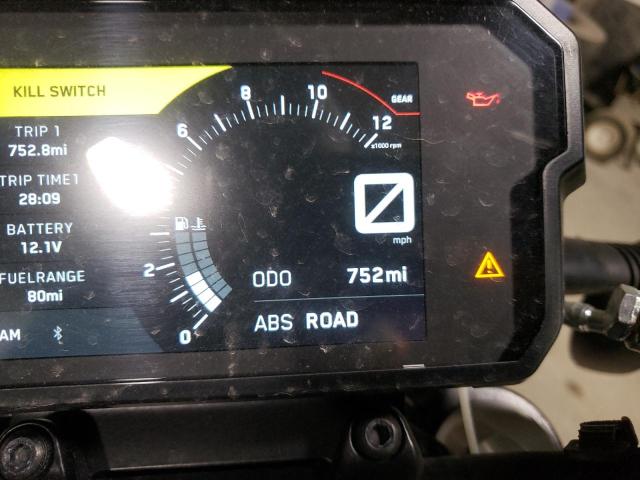 KILL SWITCH
TRIP 1
752.8mi
TRIP TIME1
28:09
BATTERY
12.1V
FUELRANGE
80mi
AM
8
10
GEAR
6
12
x1000 rpm
mph
2
ODO 752mi
0
ABS ROAD